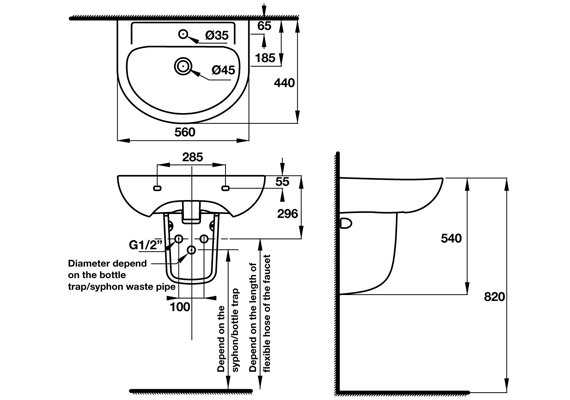 Ø35
65
185
Ø45
440
560
285
55
296
G1/2”
Diameter depend
on the bottle
trap/syphon waste pipe
100
Depend on the
syphon/bottle trap
Depend on the length of
flexible hose of the faucet
540
820